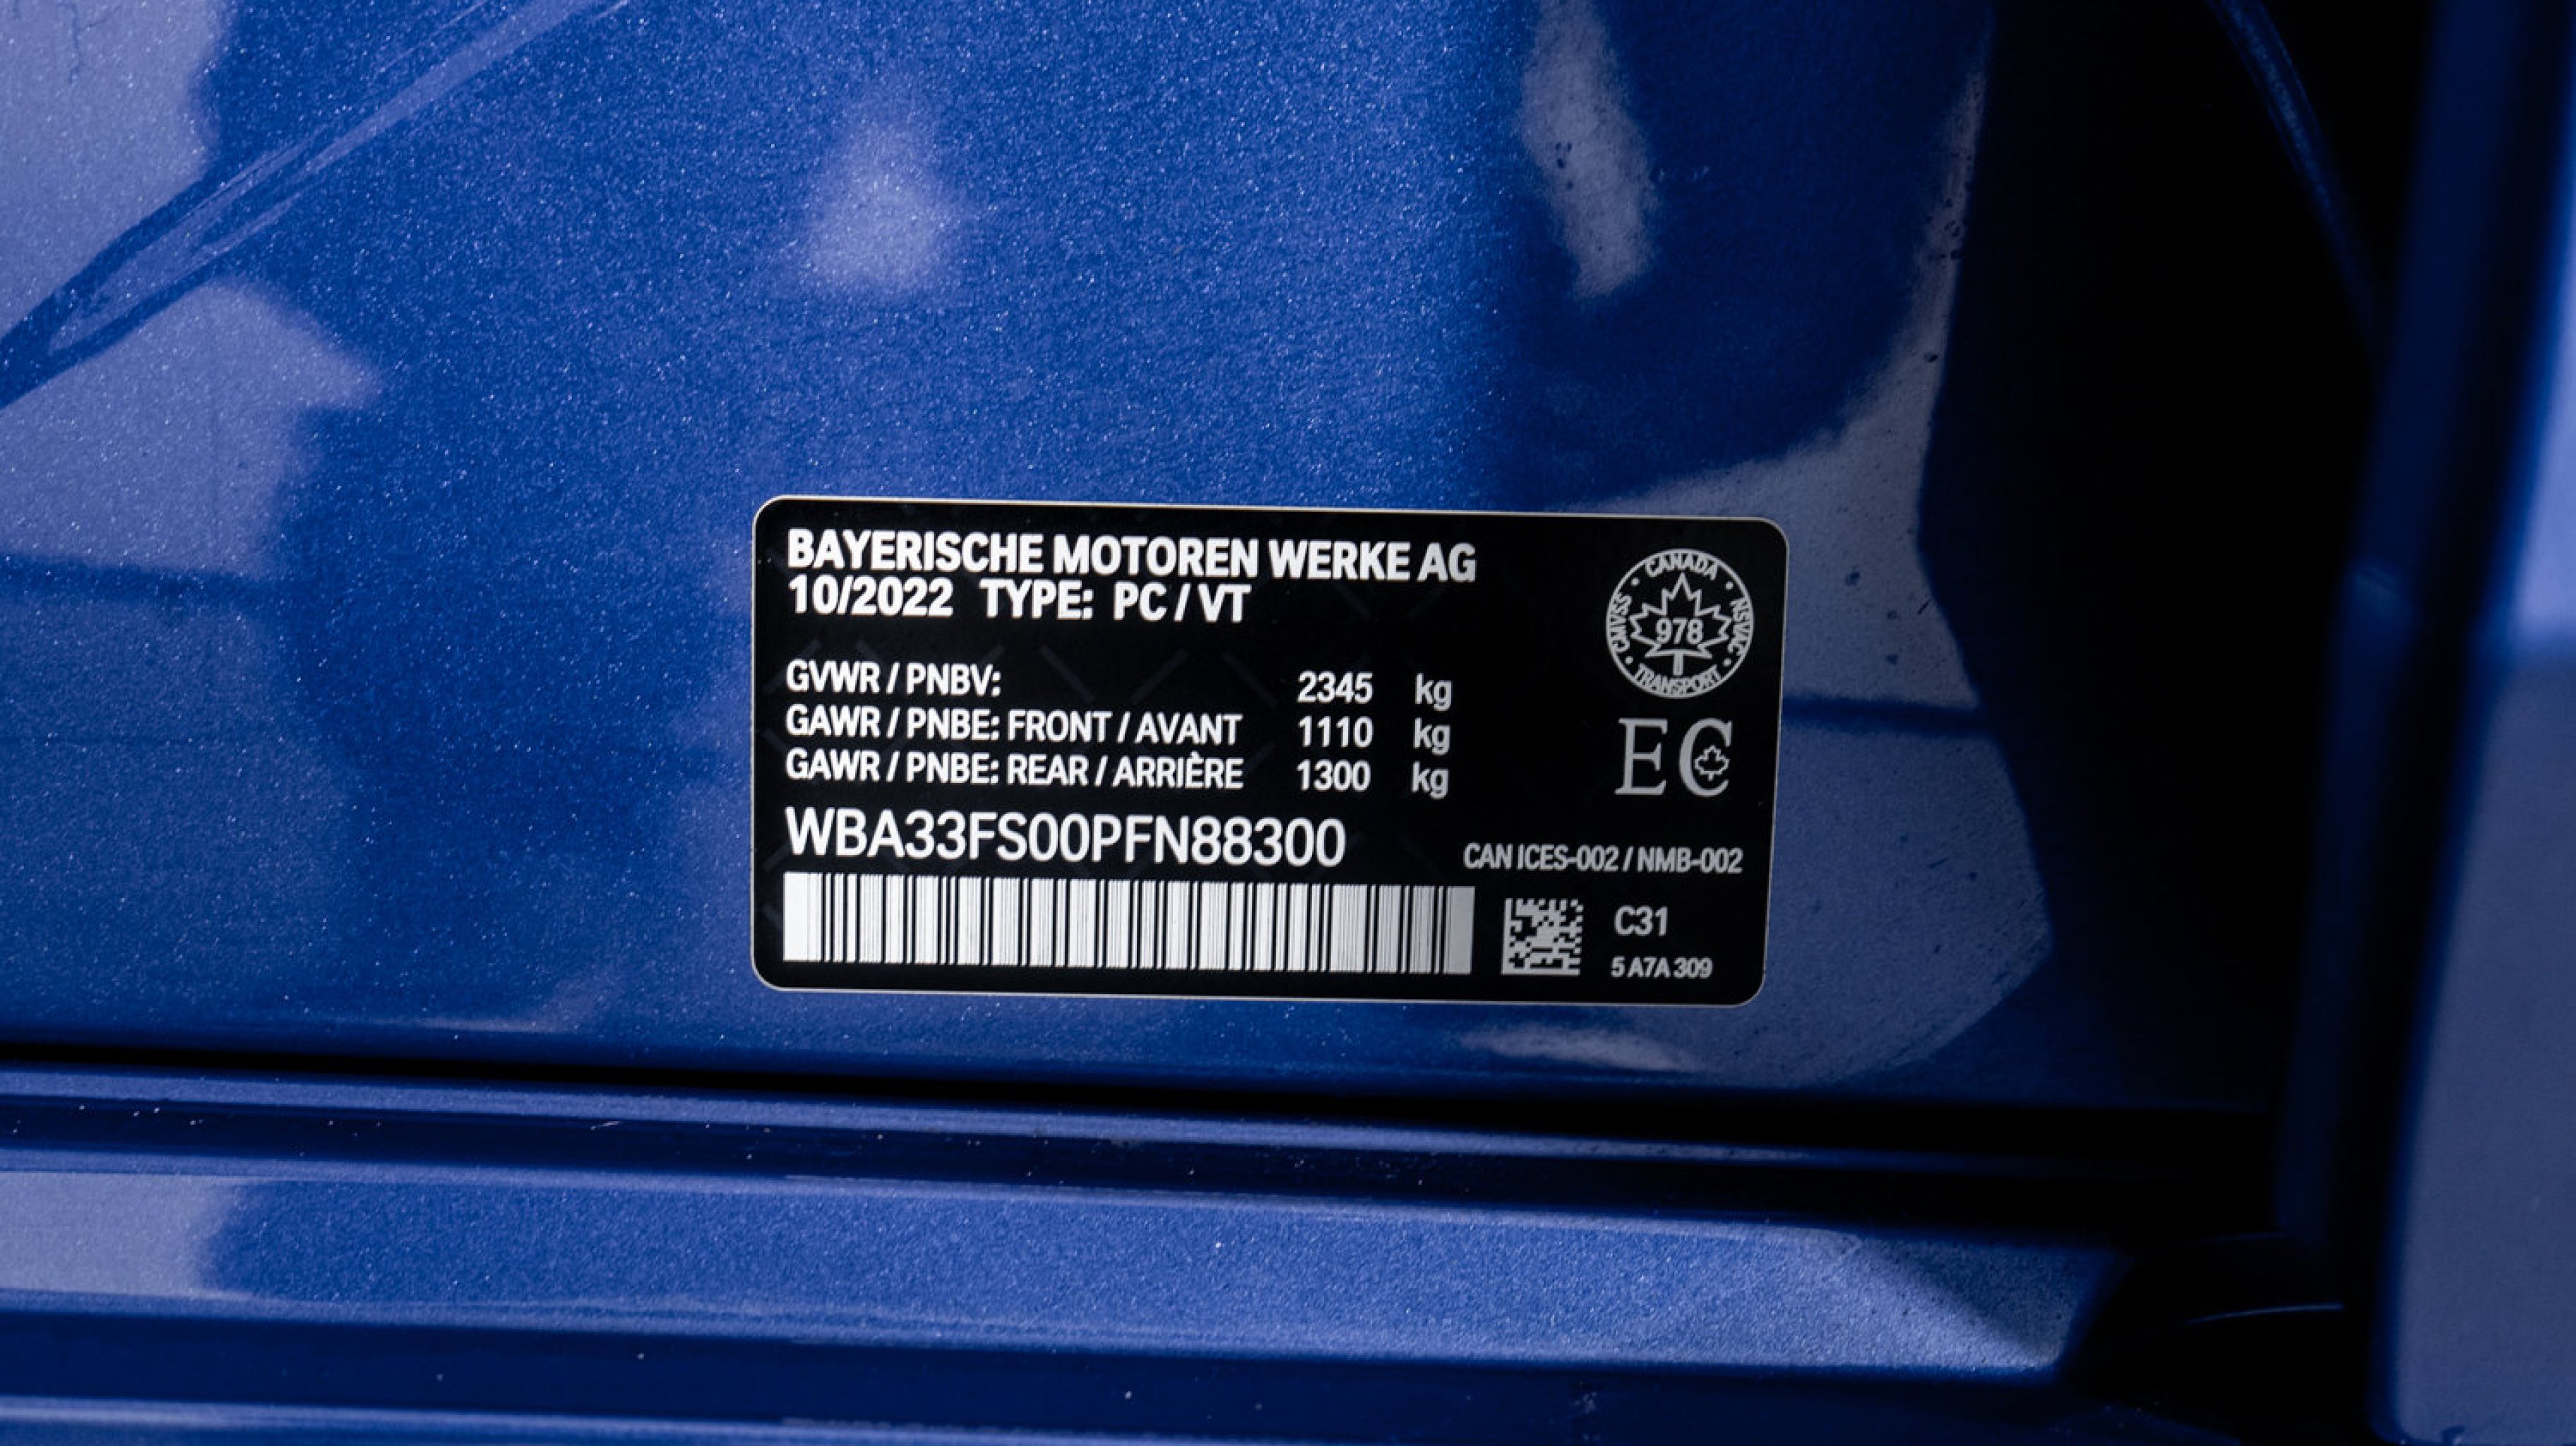 BAYERISCHE MOTOREN WERKE AG
10/2022 TYPE: PC / VT
CANADA
CMVSS
978
NSVAC
TRANSPORT
GVWR / PNBV: 2345 kg
GAWR / PNBE: FRONT / AVANT 1110 kg
GAWR / PNBE: REAR / ARRIÈRE 1300 kg
EC
WBA33FS00PFN88300
CAN ICES-002 / NMB-002
C31
5 A7A 309